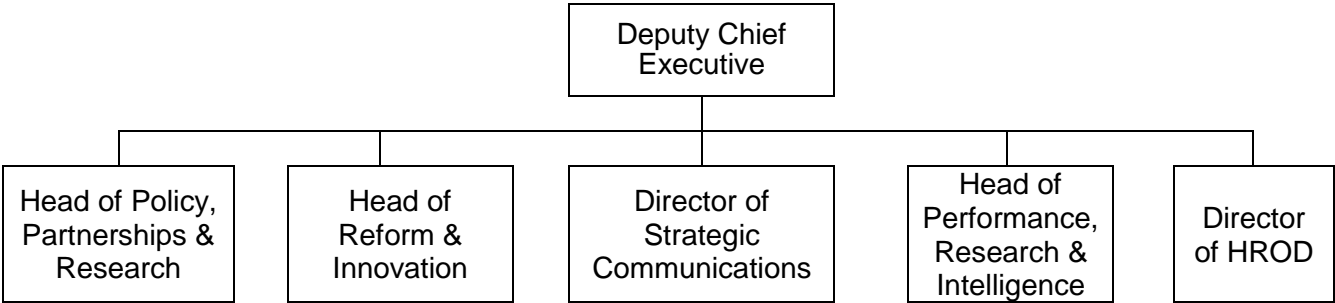 Deputy Chief
Executive
Head of Policy,
Partnerships &
Research
Head of
Reform &
Innovation
Director of
Strategic
Communications
Head of
Performance,
Research &
Intelligence
Director
of HROD